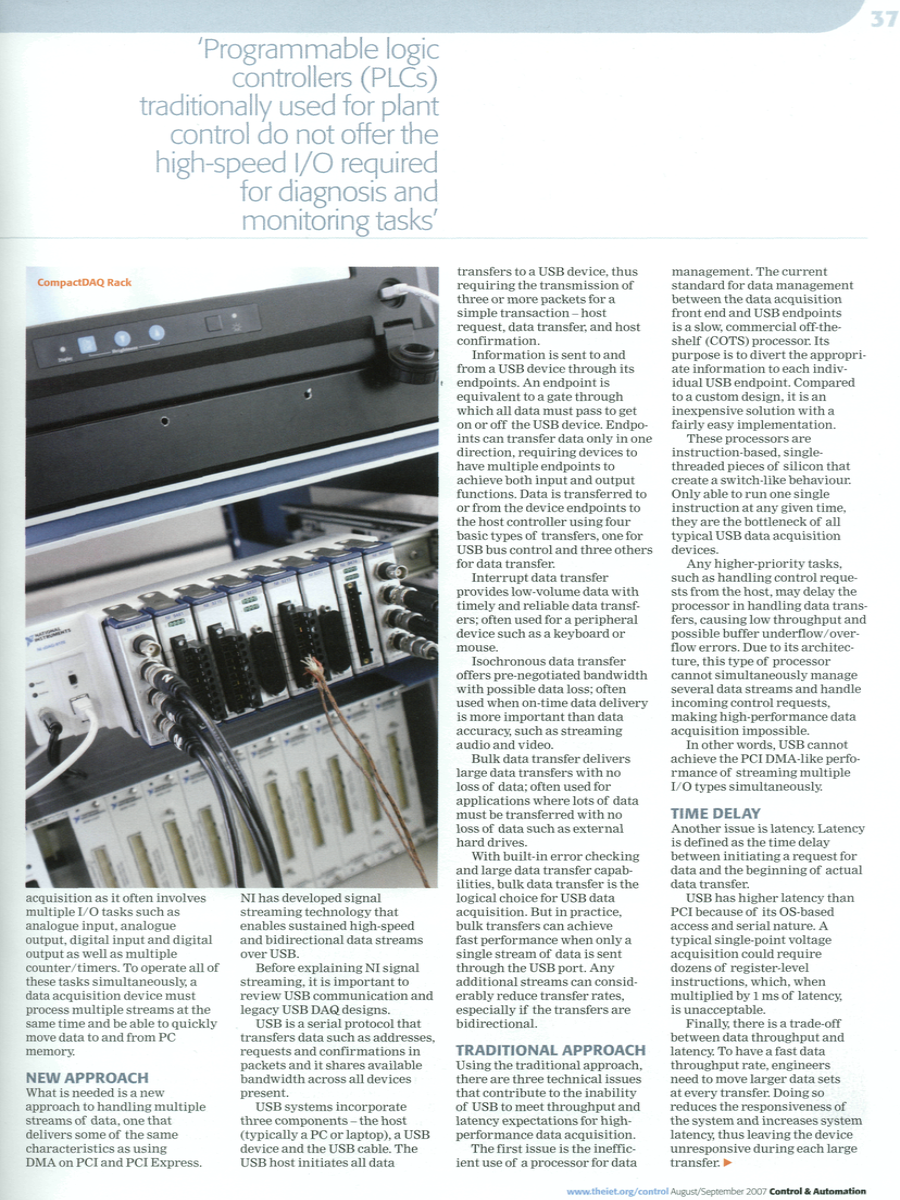 37
‘Programmable logic
controllers (PLCs)
traditionally used for plant
control do not offer the
high-speed I/O required
for diagnosis and
monitoring tasks’
CompactDAQ Rack
NATIONAL
INSTRUMENTS
acquisition as it often involves
multiple I/O tasks such as
analogue input, analogue
output, digital input and digital
output as well as multiple
counter/timers. To operate all of
these tasks simultaneously, a
data acquisition device must
process multiple streams at the
same time and be able to quickly
move data to and from PC
memory.
NEW APPROACH
What is needed is a new
approach to handling multiple
streams of data, one that
delivers some of the same
characteristics as using
DMA on PCI and PCI Express.
NI has developed signal
streaming technology that
enables sustained high-speed
and bidirectional data streams
over USB.
Before explaining NI signal
streaming, it is important to
review USB communication and
legacy USB DAQ designs.
USB is a serial protocol that
transfers data such as addresses,
requests and confirmations in
packets and it shares available
bandwidth across all devices
present.
USB systems incorporate
three components – the host
(typically a PC or laptop), a USB
device and the USB cable. The
USB host initiates all data
transfers to a USB device, thus
requiring the transmission of
three or more packets for a
simple transaction – host
request, data transfer, and host
confirmation.
Information is sent to and
from a USB device through its
endpoints. An endpoint is
equivalent to a gate through
which all data must pass to get
on or off the USB device. Endpo-
ints can transfer data only in one
direction, requiring devices to
have multiple endpoints to
achieve both input and output
functions. Data is transferred to
or from the device endpoints to
the host controller using four
basic types of transfers, one for
USB bus control and three others
for data transfer.
Interrupt data transfer
provides low-volume data with
timely and reliable data transf-
ers; often used for a peripheral
device such as a keyboard or
mouse.
Isochronous data transfer
offers pre-negotiated bandwidth
with possible data loss; often
used when on-time data delivery
is more important than data
accuracy, such as streaming
audio and video.
Bulk data transfer delivers
large data transfers with no
loss of data; often used for
applications where lots of data
must be transferred with no
loss of data such as external
hard drives.
With built-in error checking
and large data transfer capab-
ilities, bulk data transfer is the
logical choice for USB data
acquisition. But in practice,
bulk transfers can achieve
fast performance when only a
single stream of data is sent
through the USB port. Any
additional streams can consid-
erably reduce transfer rates,
especially if the transfers are
bidirectional.
TRADITIONAL APPROACH
Using the traditional approach,
there are three technical issues
that contribute to the inability
of USB to meet throughput and
latency expectations for high-
performance data acquisition.
The first issue is the ineffic-
ient use of a processor for data
management. The current
standard for data management
between the data acquisition
front end and USB endpoints
is a slow, commercial off-the-
shelf (COTS) processor. Its
purpose is to divert the appropri-
ate information to each indiv-
idual USB endpoint. Compared
to a custom design, it is an
inexpensive solution with a
fairly easy implementation.
These processors are
instruction-based, single-
threaded pieces of silicon that
create a switch-like behaviour.
Only able to run one single
instruction at any given time,
they are the bottleneck of all
typical USB data acquisition
devices.
Any higher-priority tasks,
such as handling control reque-
sts from the host, may delay the
processor in handling data trans-
fers, causing low throughput and
possible buffer underflow/over-
flow errors. Due to its architec-
ture, this type of processor
cannot simultaneously manage
several data streams and handle
incoming control requests,
making high-performance data
acquisition impossible.
In other words, USB cannot
achieve the PCI DMA-like perfo-
rmance of streaming multiple
I/O types simultaneously.
TIME DELAY
Another issue is latency. Latency
is defined as the time delay
between initiating a request for
data and the beginning of actual
data transfer.
USB has higher latency than
PCI because of its OS-based
access and serial nature. A
typical single-point voltage
acquisition could require
dozens of register-level
instructions, which, when
multiplied by 1 ms of latency,
is unacceptable.
Finally, there is a trade-off
between data throughput and
latency. To have a fast data
throughput rate, engineers
need to move larger data sets
at every transfer. Doing so
reduces the responsiveness of
the system and increases system
latency, thus leaving the device
unresponsive during each large
transfer. ▶
www.theiet.org/control August/September 2007 Control & Automation